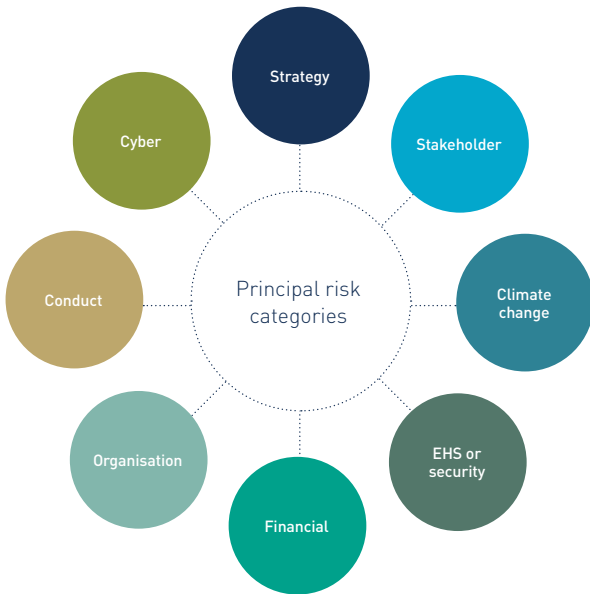 Strategy
Stakeholder
Climate
change
EHS or
security
Financial
Organisation
Conduct
Cyber
Principal risk
categories